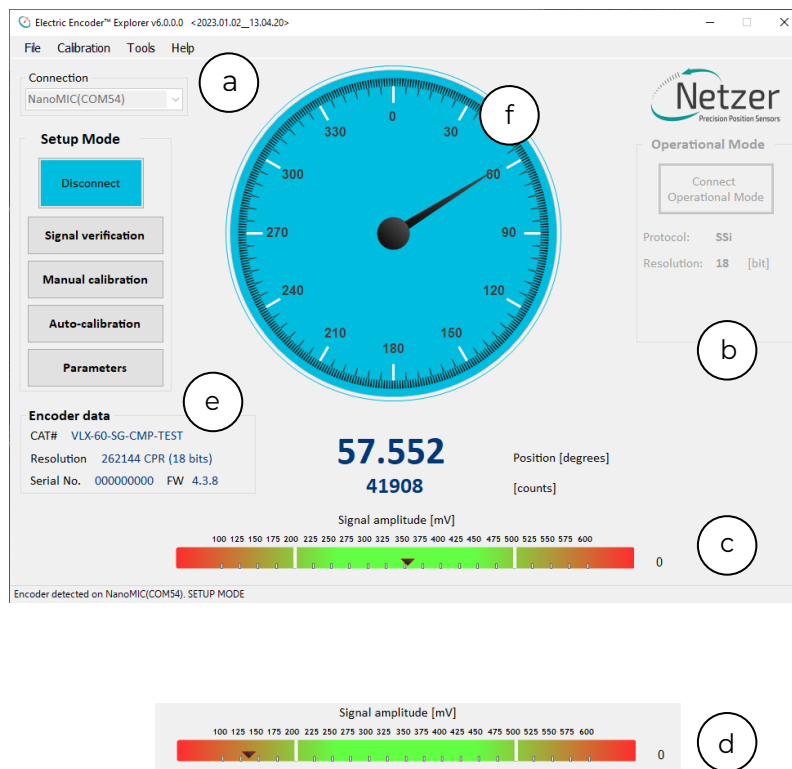 Electric Encoder™ Explorer v6.0.0.0 <2023.01.02__13.04.20>
File Calibration Tools Help
Connection
NanoMIC(COM54)
a
f
Netzer
Precision Position Sensors
Setup Mode
Disconnect
Signal verification
Manual calibration
Auto-calibration
Parameters
0
30
60
90
120
150
180
210
240
270
300
330
Operational Mode
Connect
Operational Mode
Protocol: SSi
Resolution: 18 [bit]
b
e
Encoder data
CAT# VLX-60-SG-CMP-TEST
Resolution 262144 CPR (18 bits)
Serial No. 000000000 FW 4.3.8
57.552 Position [degrees]
41908 [counts]
Signal amplitude [mV]
100 125 150 175 200 225 250 275 300 325 350 375 400 425 450 475 500 525 550 575 600
0
c
Encoder detected on NanoMIC(COM54). SETUP MODE
Signal amplitude [mV]
100 125 150 175 200 225 250 275 300 325 350 375 400 425 450 475 500 525 550 575 600
0
d